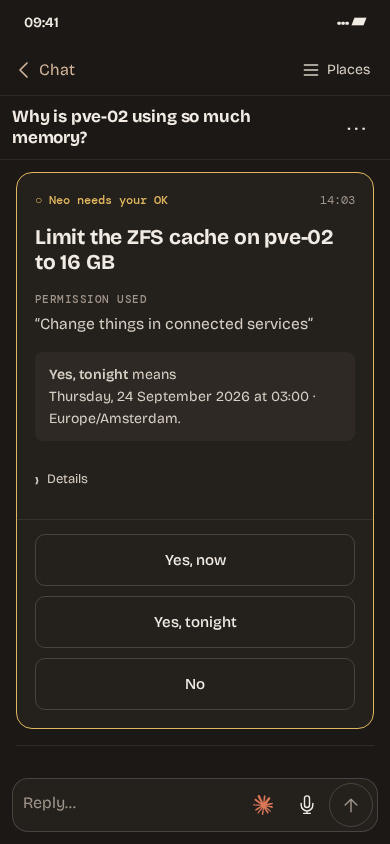 09:41
Chat
Places
Why is pve-02 using so much
memory?
Neo needs your OK
14:03
Limit the ZFS cache on pve-02
to 16 GB
PERMISSION USED
“Change things in connected services”
Yes, tonight means
Thursday, 24 September 2026 at 03:00 ·
Europe/Amsterdam.
Details
Yes, now
Yes, tonight
No
Reply...